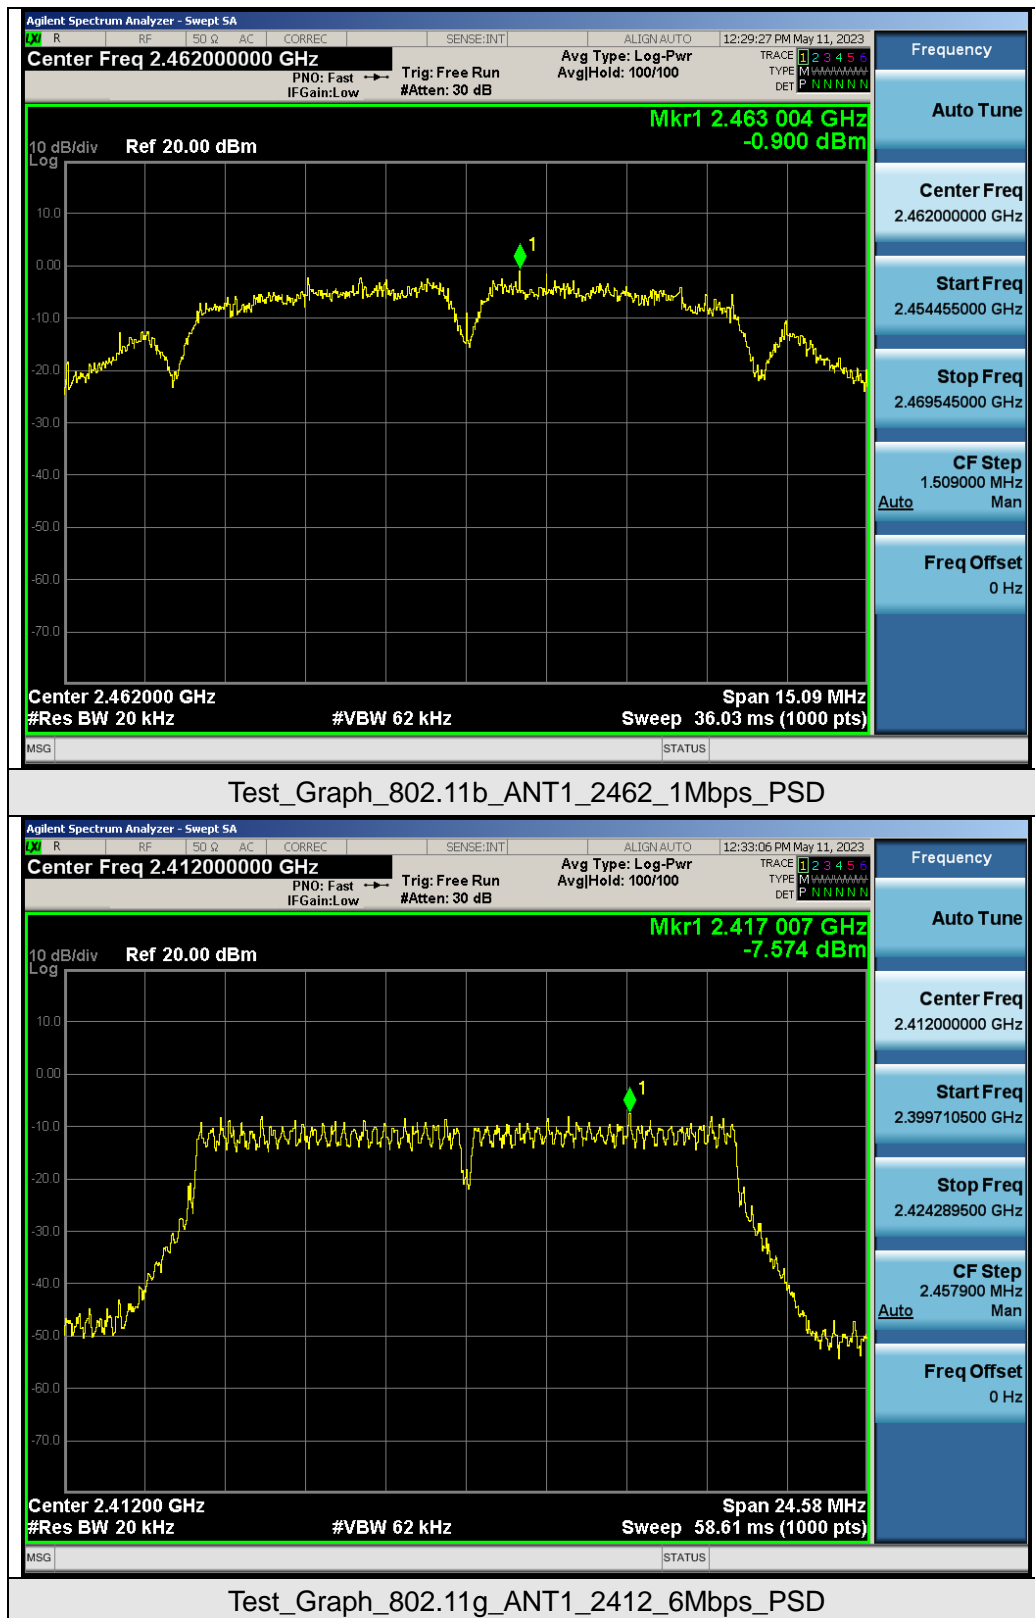 Agilent Spectrum Analyzer - Swept SA
LXI R RF 50 Ω AC CORREC SENSE:INT ALIGN AUTO 12:29:27 PM May 11, 2023
Center Freq 2.462000000 GHz
PNO: Fast
IFGain:Low
Trig: Free Run
#Atten: 30 dB
Avg Type: Log-Pwr
Avg|Hold: 100/100
TRACE 1 2 3 4 5 6
TYPE M WWWWW
DET P N N N N N
Mkr1 2.463 004 GHz
-0.900 dBm
10 dB/div
Log
Ref 20.00 dBm
10.0
0.00
-10.0
-20.0
-30.0
-40.0
-50.0
-60.0
-70.0
1
Center 2.462000 GHz
#Res BW 20 kHz
#VBW 62 kHz
Span 15.09 MHz
Sweep 36.03 ms (1000 pts)
MSG
STATUS
Frequency
Auto Tune
Center Freq
2.462000000 GHz
Start Freq
2.454455000 GHz
Stop Freq
2.469545000 GHz
CF Step
1.509000 MHz
Auto Man
Freq Offset
0 Hz
Test_Graph_802.11b_ANT1_2462_1Mbps_PSD
Agilent Spectrum Analyzer - Swept SA
LXI R RF 50 Ω AC CORREC SENSE:INT ALIGN AUTO 12:33:06 PM May 11, 2023
Center Freq 2.412000000 GHz
PNO: Fast
IFGain:Low
Trig: Free Run
#Atten: 30 dB
Avg Type: Log-Pwr
Avg|Hold: 100/100
TRACE 1 2 3 4 5 6
TYPE M WWWWW
DET P N N N N N
Mkr1 2.417 007 GHz
-7.574 dBm
10 dB/div
Log
Ref 20.00 dBm
10.0
0.00
-10.0
-20.0
-30.0
-40.0
-50.0
-60.0
-70.0
1
Center 2.41200 GHz
#Res BW 20 kHz
#VBW 62 kHz
Span 24.58 MHz
Sweep 58.61 ms (1000 pts)
MSG
STATUS
Frequency
Auto Tune
Center Freq
2.412000000 GHz
Start Freq
2.399710500 GHz
Stop Freq
2.424289500 GHz
CF Step
2.457900 MHz
Auto Man
Freq Offset
0 Hz
Test_Graph_802.11g_ANT1_2412_6Mbps_PSD